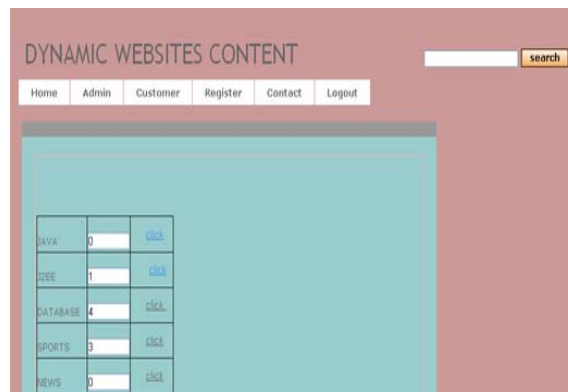 DYNAMIC WEBSITES CONTENT
search
Home Admin Customer Register Contact Logout
JAVA 0 click
J2EE 1 click
DATABASE 4 click
SPORTS 3 click
NEWS 0 click